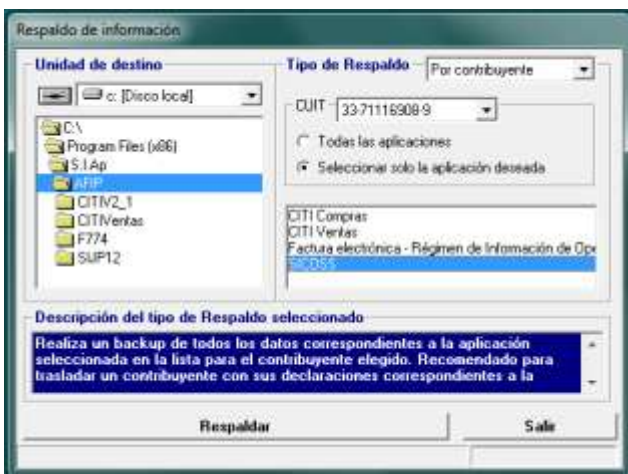 Respaldo de información
Unidad de destino
c: [Disco local]
C:\
Program Files (x86)
S.I.Ap
AFIP
CITIV2_1
CITIVentas
F774
SUP12
Tipo de Respaldo
Por contribuyente
CUIT
33-71116908-9
Todas las aplicaciones
Seleccionar solo la aplicación deseada
CITI Compras
CITI Ventas
Factura electrónica - Régimen de Información de Ope
SICOSS
Descripción del tipo de Respaldo seleccionado
Realiza un backup de todos los datos correspondientes a la aplicación
seleccionada en la lista para el contribuyente elegido. Recomendado para
trasladar un contribuyente con sus declaraciones correspondientes a la
Respaldar
Salir